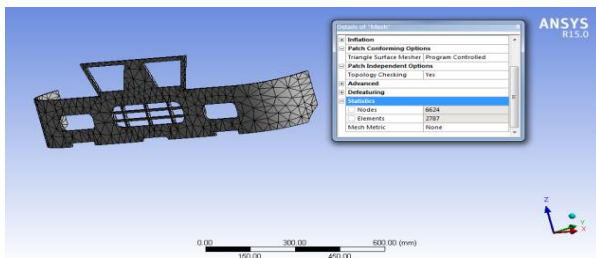 Details of "Mesh"
ANSYS
R15.0
Inflation
Patch Conforming Options
Triangle Surface Mesher Program Controlled
Patch Independent Options
Topology Checking Yes
Advanced
Defeaturing
Statistics
Nodes 6624
Elements 2787
Mesh Metric None
Z
Y
X
0.00 300.00 600.00 (mm)
150.00 450.00